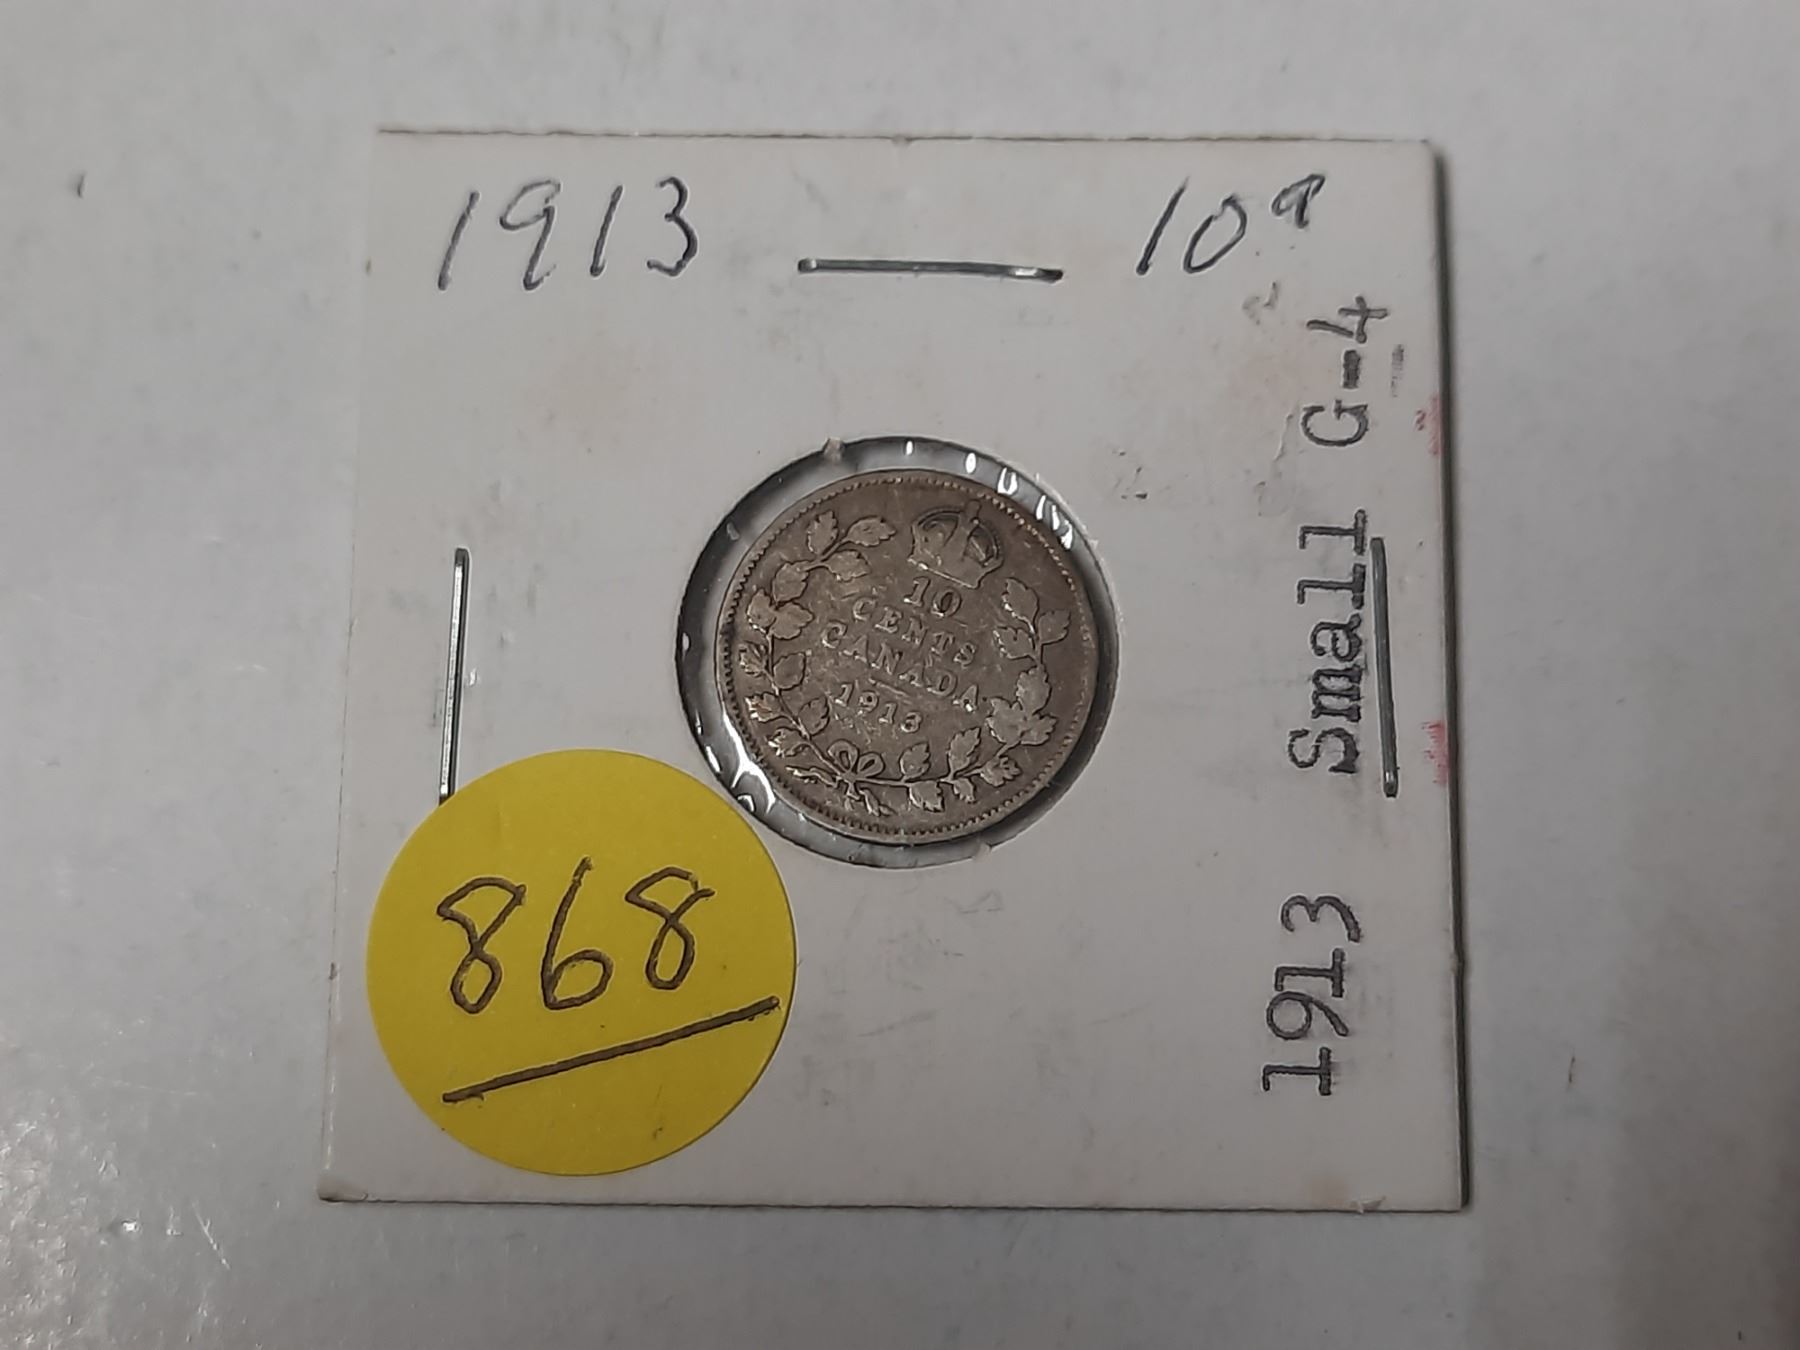 1913 — 10¢
1913 Small G-4
10
CENTS
CANADA
1913
868